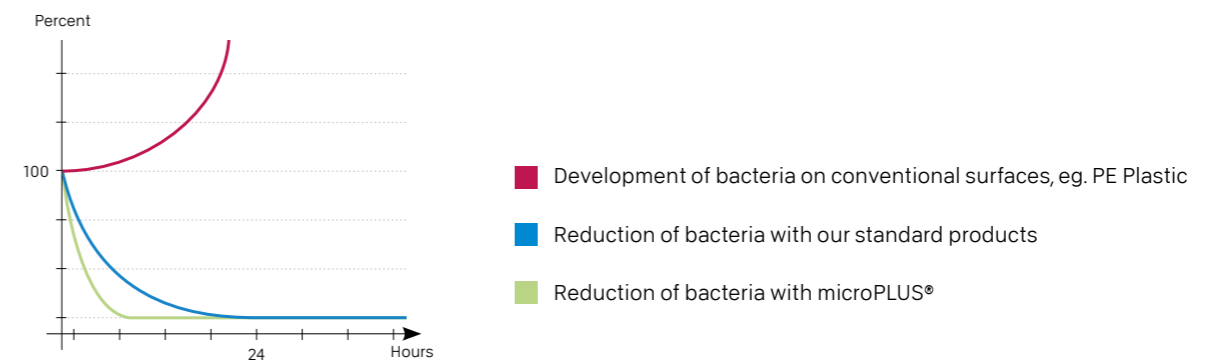 Percent
100
24
Hours
Development of bacteria on conventional surfaces, eg. PE Plastic
Reduction of bacteria with our standard products
Reduction of bacteria with microPLUS®